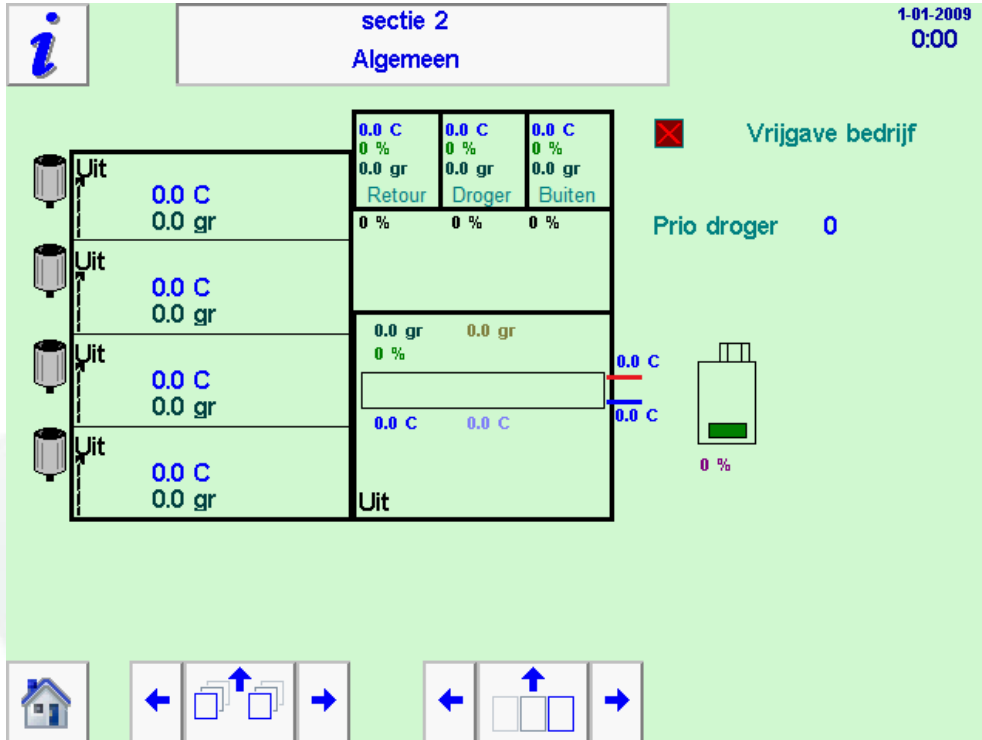 i
sectie 2
Algemeen
1-01-2009
0:00
0.0 C 0.0 C 0.0 C
0 % 0 % 0 %
0.0 gr 0.0 gr 0.0 gr
Retour Droger Buiten
0 % 0 % 0 %
Vrijgave bedrijf
Prio droger 0
Uit
0.0 C
0.0 gr
Uit
0.0 C
0.0 gr
Uit
0.0 C
0.0 gr
Uit
0.0 C
0.0 gr
0.0 gr 0.0 gr
0 %
0.0 C
0.0 C
0.0 C 0.0 C
Uit
0 %